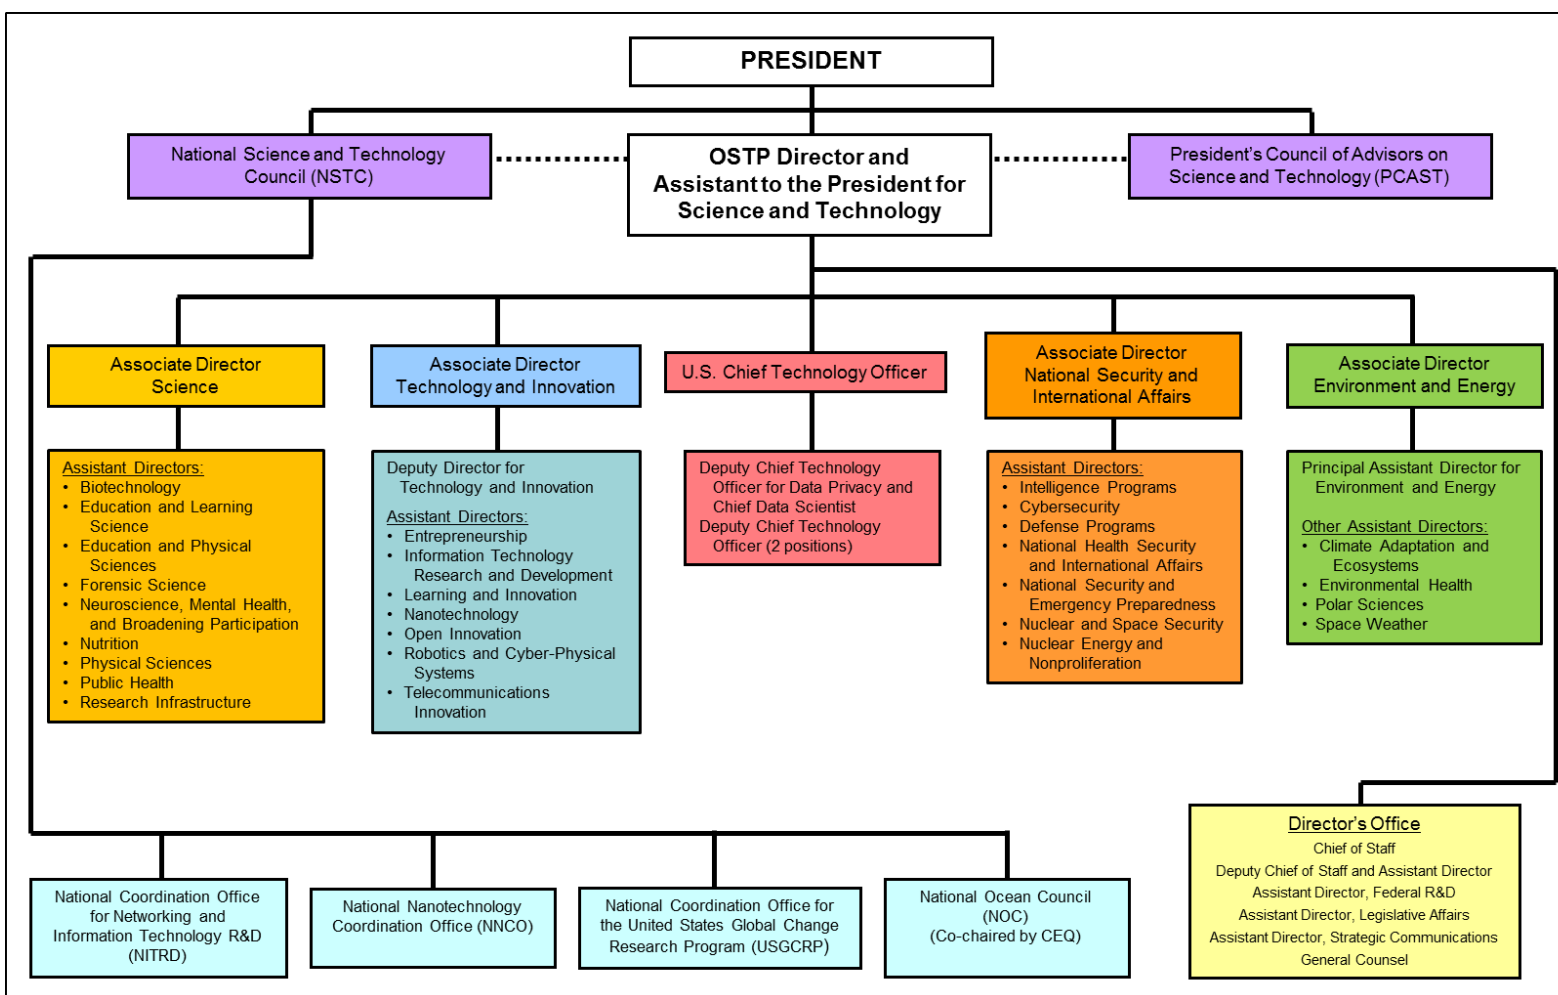 PRESIDENT
National Science and Technology
Council (NSTC)
OSTP Director and
Assistant to the President for
Science and Technology
President’s Council of Advisors on
Science and Technology (PCAST)
Associate Director
Science
Associate Director
Technology and Innovation
U.S. Chief Technology Officer
Associate Director
National Security and
International Affairs
Associate Director
Environment and Energy
Assistant Directors:
• Biotechnology
• Education and Learning
Science
• Education and Physical
Sciences
• Forensic Science
• Neuroscience, Mental Health,
and Broadening Participation
• Nutrition
• Physical Sciences
• Public Health
• Research Infrastructure
Deputy Director for
Technology and Innovation
Assistant Directors:
• Entrepreneurship
• Information Technology
Research and Development
• Learning and Innovation
• Nanotechnology
• Open Innovation
• Robotics and Cyber-Physical
Systems
• Telecommunications
Innovation
Deputy Chief Technology
Officer for Data Privacy and
Chief Data Scientist
Deputy Chief Technology
Officer (2 positions)
Assistant Directors:
• Intelligence Programs
• Cybersecurity
• Defense Programs
• National Health Security
and International Affairs
• National Security and
Emergency Preparedness
• Nuclear and Space Security
• Nuclear Energy and
Nonproliferation
Principal Assistant Director for
Environment and Energy
Other Assistant Directors:
• Climate Adaptation and
Ecosystems
• Environmental Health
• Polar Sciences
• Space Weather
National Coordination Office
for Networking and
Information Technology R&D
(NITRD)
National Nanotechnology
Coordination Office (NNCO)
National Coordination Office for
the United States Global Change
Research Program (USGCRP)
National Ocean Council
(NOC)
(Co-chaired by CEQ)
Director’s Office
Chief of Staff
Deputy Chief of Staff and Assistant Director
Assistant Director, Federal R&D
Assistant Director, Legislative Affairs
Assistant Director, Strategic Communications
General Counsel